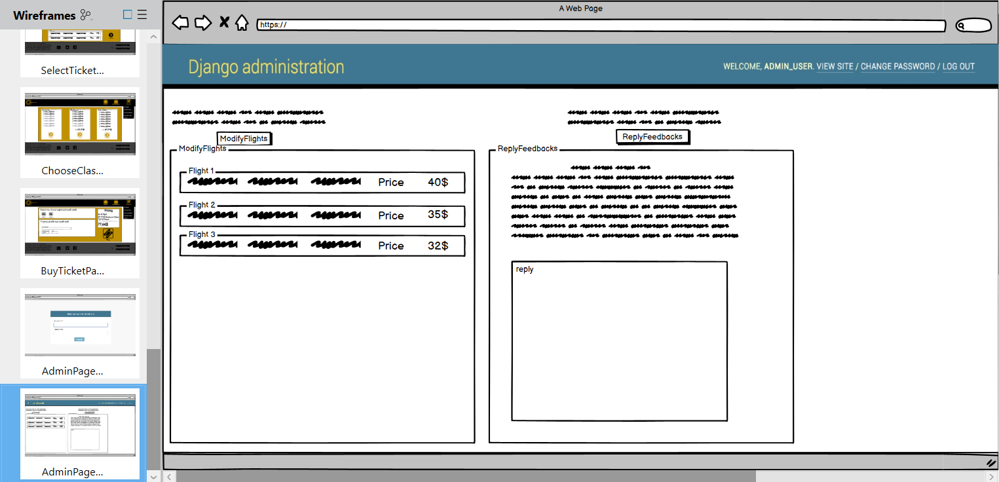 Wireframes
SelectTicket...
ChooseClas...
BuyTicketPa...
AdminPage...
AdminPage...
A Web Page
https://
Django administration
WELCOME, ADMIN_USER. VIEW SITE / CHANGE PASSWORD / LOG OUT
ModifyFlights
ModifyFlights
Flight 1
Price 40$
Flight 2
Price 35$
Flight 3
Price 32$
ReplyFeedbacks
ReplyFeedbacks
reply